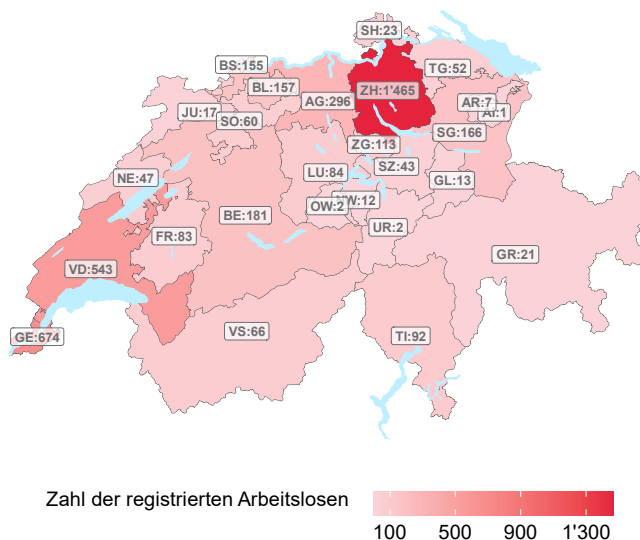 SH:23
BS:155
TG:52
BL:157
ZH:1'465
AG:296
AR:7
AI:1
JU:17
SO:60
SG:166
ZG:113
SZ:43
LU:84
NE:47
GL:13
NW:12
OW:2
BE:181
UR:2
FR:83
GR:21
VD:543
VS:66
TI:92
GE:674
Zahl der registrierten Arbeitslosen
100 500 900 1'300